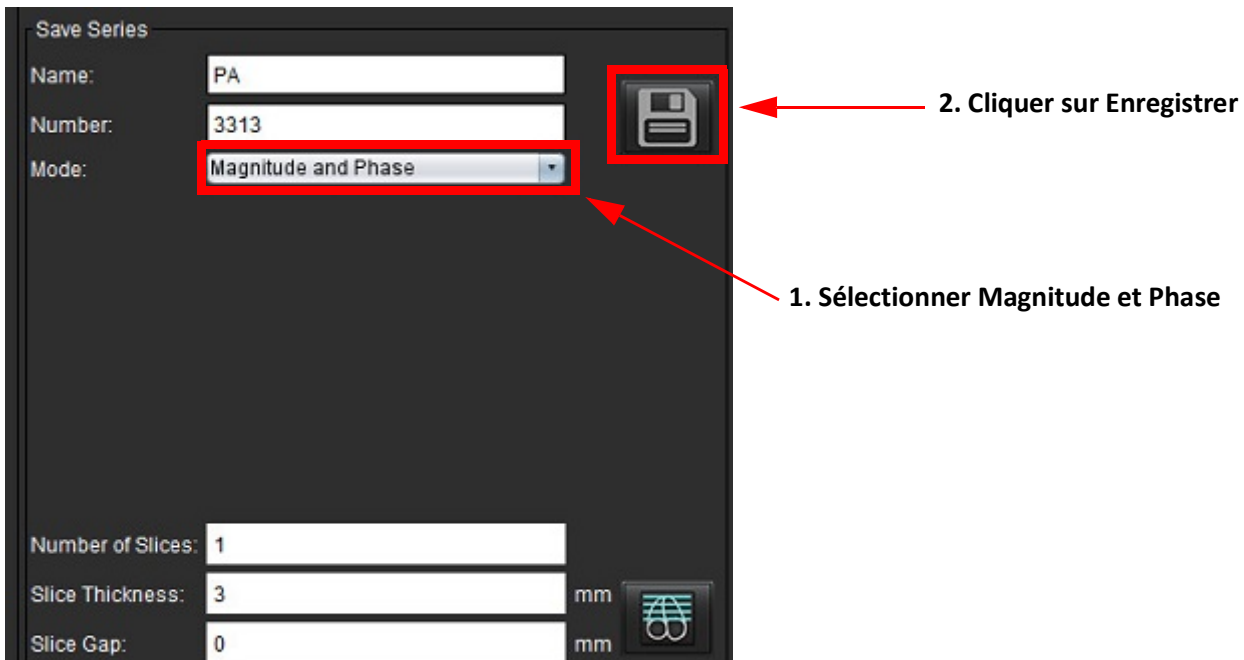 Save Series
Name: PA
Number: 3313
2. Cliquer sur Enregistrer
Mode: Magnitude and Phase
1. Sélectionner Magnitude et Phase
Number of Slices: 1
Slice Thickness: 3 mm
Slice Gap: 0 mm